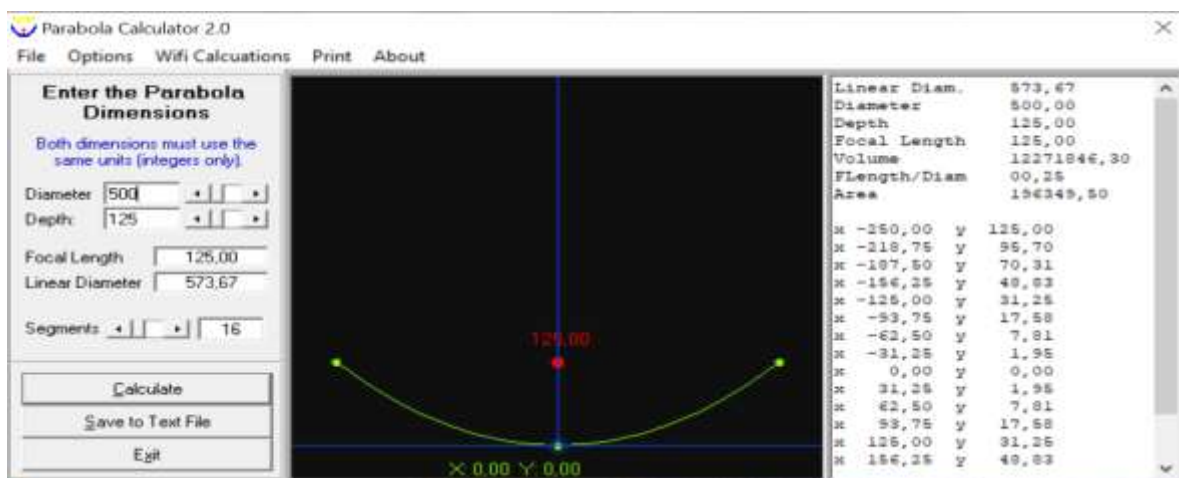 Parabola Calculator 2.0
File Options Wifi Calcuations Print About
Enter the Parabola
Dimensions
Both dimensions must use the
same units (integers only).
Diameter 500
Depth: 125
Focal Length 125,00
Linear Diameter 573,67
Segments 16
Calculate
Save to Text File
Exit
125,00
X: 0,00 Y: 0,00
Linear Diam. 573,67
Diameter 500,00
Depth 125,00
Focal Length 125,00
Volume 12271846,30
FLength/Diam 00,25
Area 196349,50
x -250,00 y 125,00
x -218,75 y 95,70
x -187,50 y 70,31
x -156,25 y 48,83
x -125,00 y 31,25
x -93,75 y 17,58
x -62,50 y 7,81
x -31,25 y 1,95
x 0,00 y 0,00
x 31,25 y 1,95
x 62,50 y 7,81
x 93,75 y 17,58
x 125,00 y 31,25
x 156,25 y 48,83